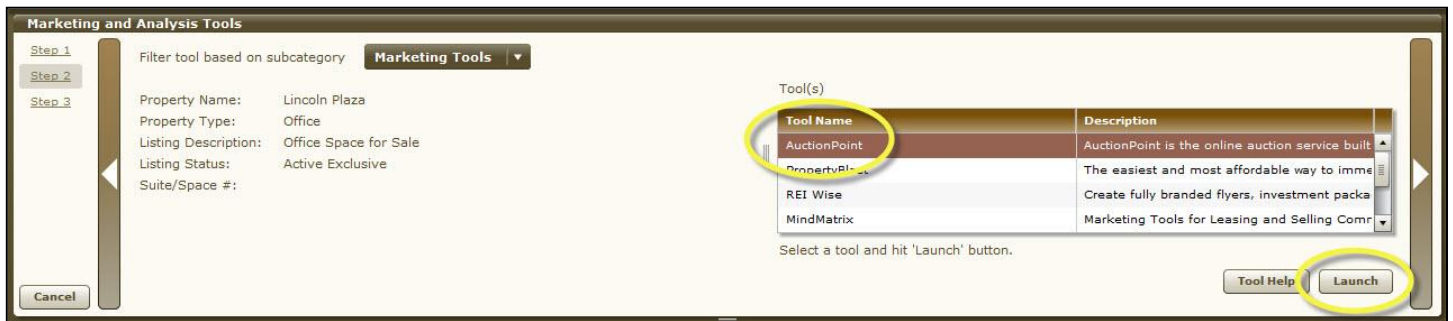 Marketing and Analysis Tools
Step 1
Step 2
Step 3
Cancel
Filter tool based on subcategory Marketing Tools
Property Name: Lincoln Plaza
Property Type: Office
Listing Description: Office Space for Sale
Listing Status: Active Exclusive
Suite/Space #:
Tool(s)
Tool Name Description
AuctionPoint AuctionPoint is the online auction service built
PropertyBlast The easiest and most affordable way to imme
REI Wise Create fully branded flyers, investment packa
MindMatrix Marketing Tools for Leasing and Selling Comr
Select a tool and hit 'Launch' button.
Tool Help Launch